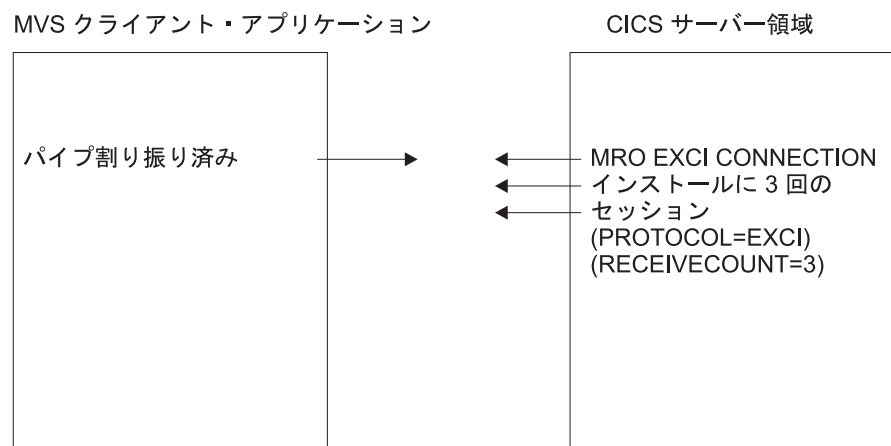 MVS クライアント・アプリケーション
CICS サーバー領域
パイプ割り振り済み
MRO EXCI CONNECTION
インストールに 3 回の
セッション
(PROTOCOL=EXCI)
(RECEIVECOUNT=3)